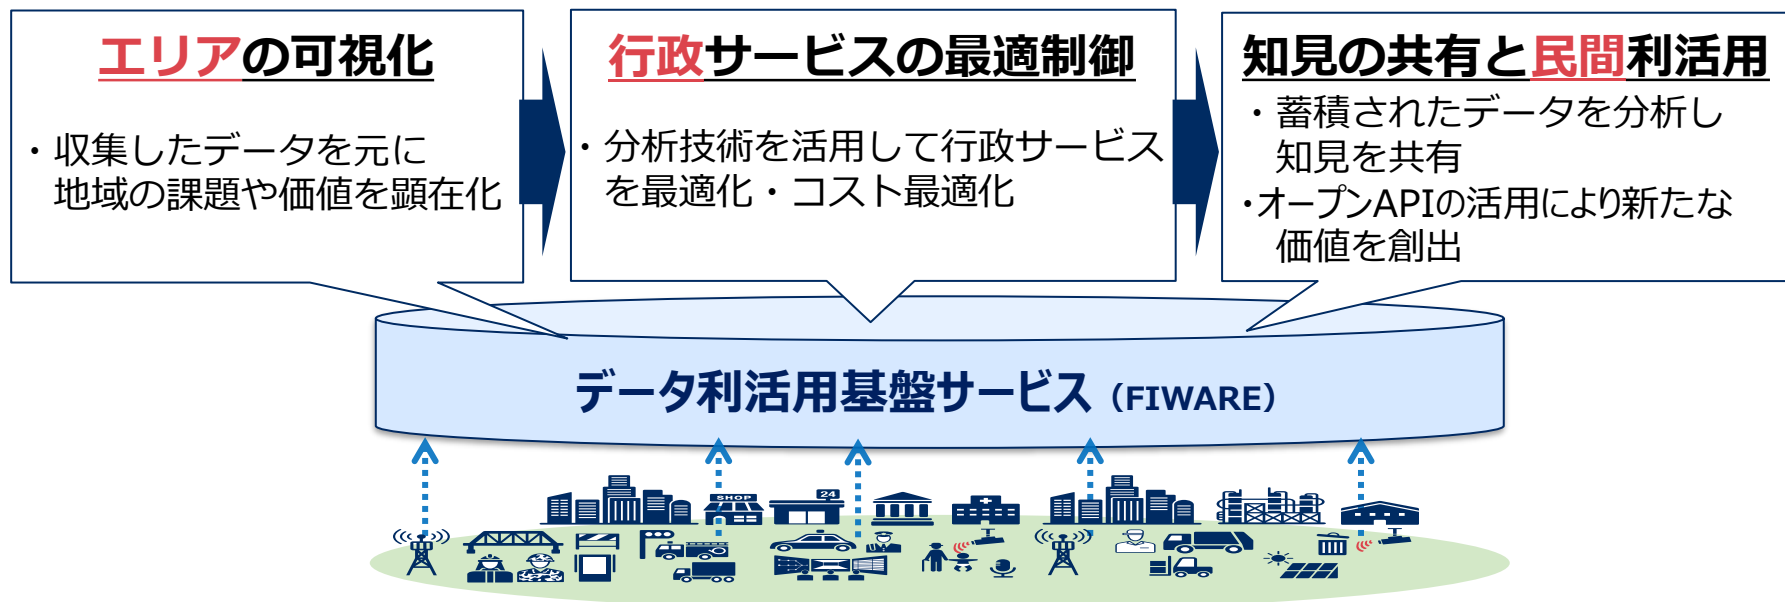 エリアの可視化
・収集したデータを元に
地域の課題や価値を顕在化
行政サービスの最適制御
・分析技術を活用して行政サービス
を最適化・コスト最適化
知見の共有と民間利活用
・蓄積されたデータを分析し
知見を共有
・オープンAPIの活用により新たな
価値を創出
データ利活用基盤サービス（FIWARE）
SHOP
24